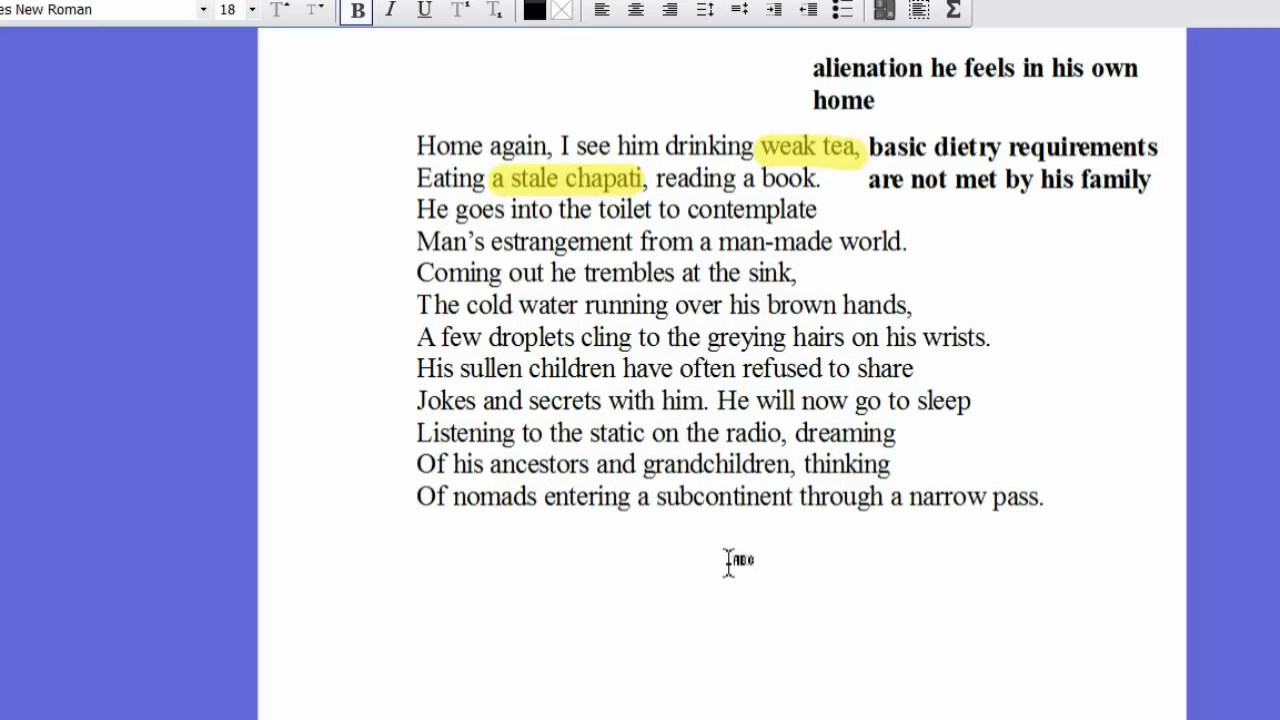 es New Roman 18 B I U T T Σ
alienation he feels in his own
home
Home again, I see him drinking weak tea, basic dietry requirements
Eating a stale chapati, reading a book. are not met by his family
He goes into the toilet to contemplate
Man's estrangement from a man-made world.
Coming out he trembles at the sink,
The cold water running over his brown hands,
A few droplets cling to the greying hairs on his wrists.
His sullen children have often refused to share
Jokes and secrets with him. He will now go to sleep
Listening to the static on the radio, dreaming
Of his ancestors and grandchildren, thinking
Of nomads entering a subcontinent through a narrow pass.
ABC